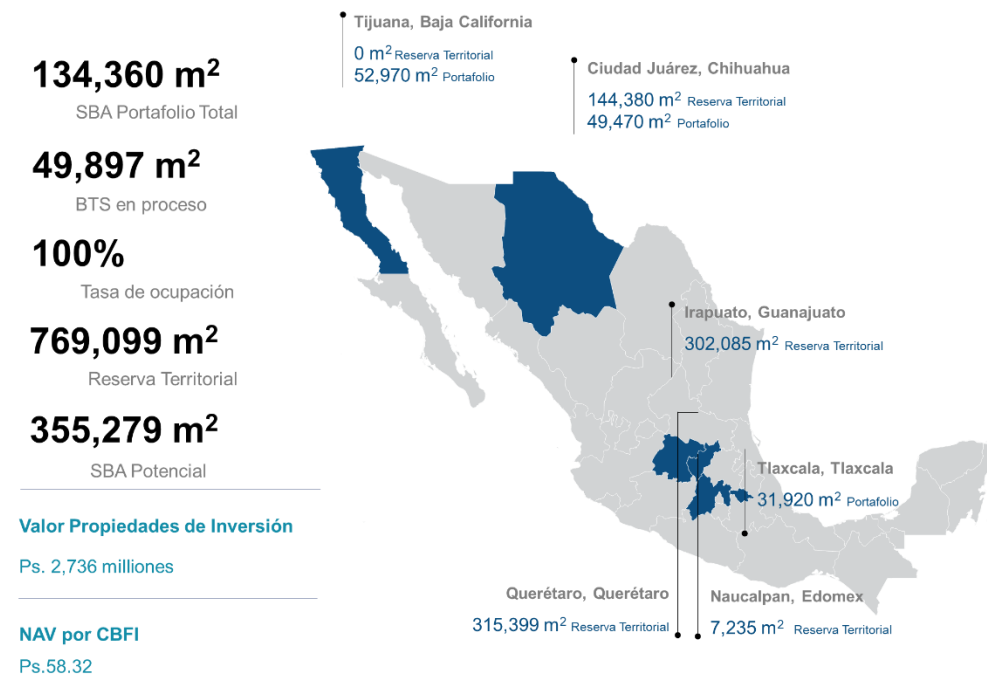 134,360 m²
SBA Portafolio Total
49,897 m²
BTS en proceso
100%
Tasa de ocupación
769,099 m²
Reserva Territorial
355,279 m²
SBA Potencial
Valor Propiedades de Inversión
Ps. 2,736 milliones
NAV por CBFI
Ps.58.32
Tijuana, Baja California
0 m² Reserva Territorial
52,970 m² Portafolio
Ciudad Juárez, Chihuahua
144,380 m² Reserva Territorial
49,470 m² Portafolio
Irapuato, Guanajuato
302,085 m² Reserva Territorial
Tlaxcala, Tlaxcala
31,920 m² Portafolio
Querétaro, Querétaro
315,399 m² Reserva Territorial
Naucalpan, Edomex
7,235 m² Reserva Territorial